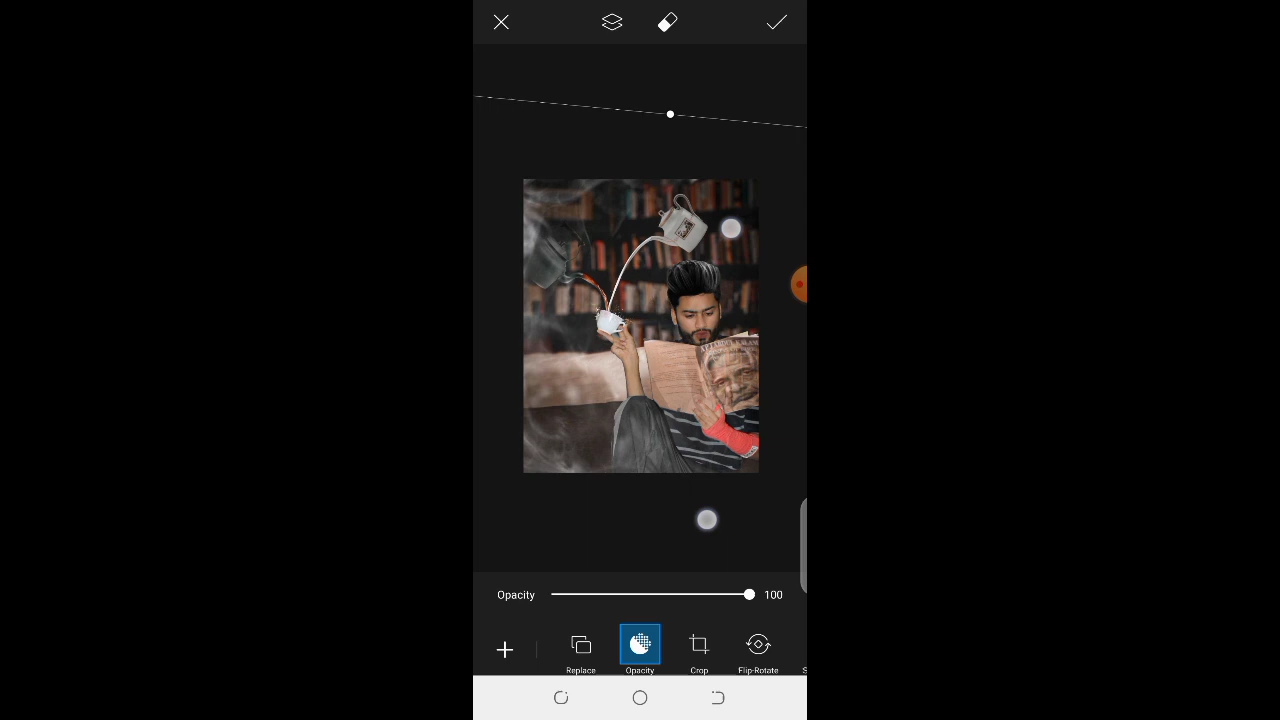 Opacity 100
Replace
Opacity
Crop
Flip-Rotate
S